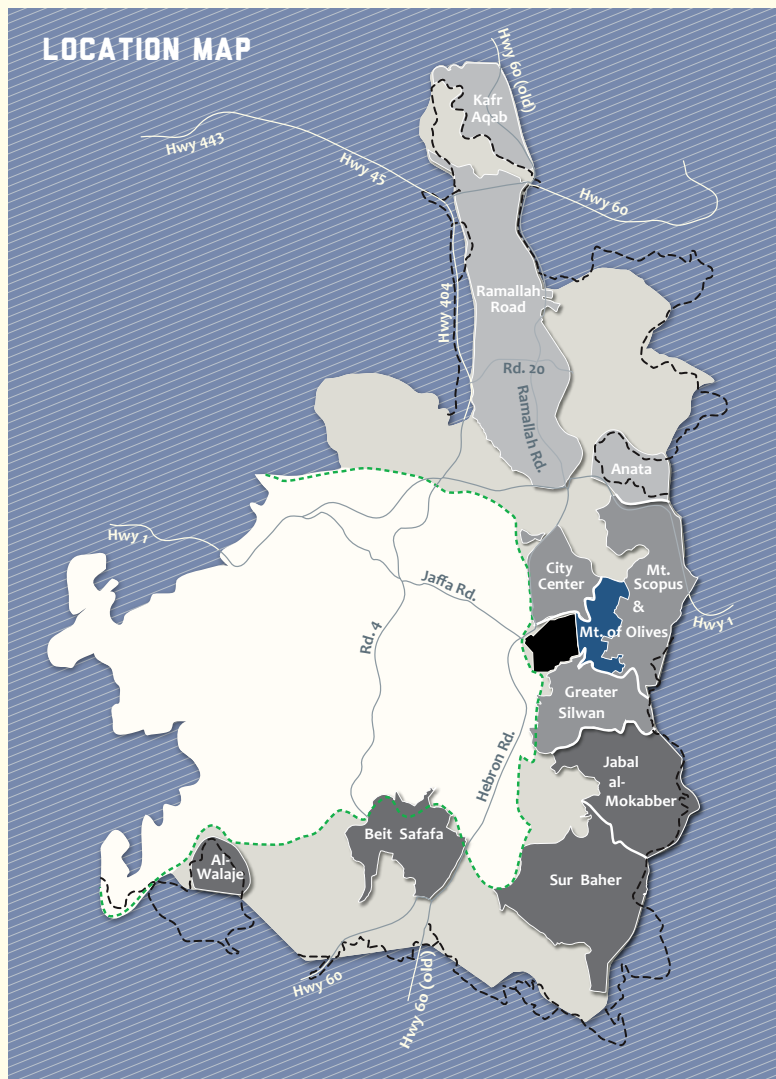 LOCATION MAP
Hwy 60 (old)
Kafr
Aqab
Hwy 443
Hwy 45
Hwy 60
Hwy 404
Ramallah
Road
Rd. 20
Ramallah Rd.
Anata
Hwy 1
City
Center
Mt.
Scopus
&
Mt. of Olives
Jaffa Rd.
Hwy 1
Rd. 4
Greater
Silwan
Hebron Rd.
Jabal
al-
Mokabber
Beit Safafa
Al-
Walaje
Sur Baher
Hwy 60
Hwy 60 (old)